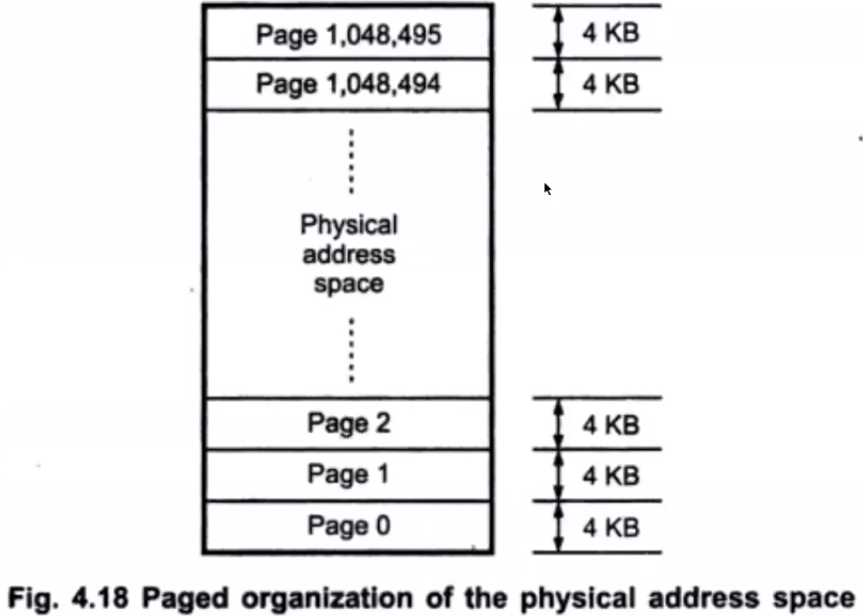 Page 1,048,495 4 KB
Page 1,048,494 4 KB
Physical
address
space
Page 2 4 KB
Page 1 4 KB
Page 0 4 KB
Fig. 4.18 Paged organization of the physical address space